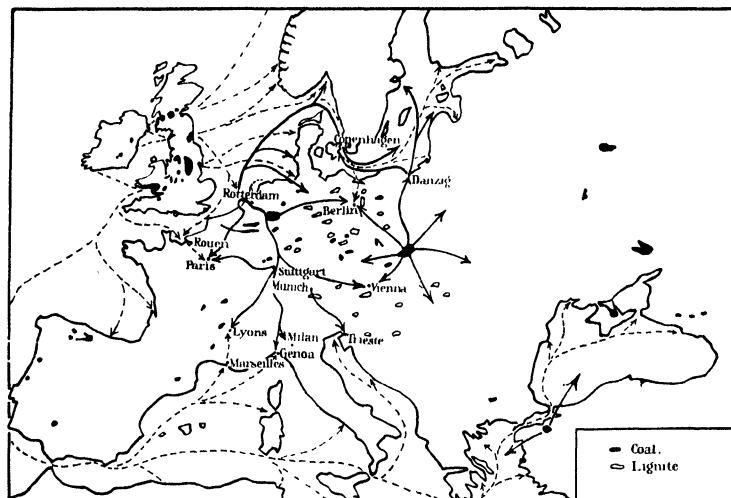 Copenhagen
Danzig
Rotterdam
Berlin
Rouen
Paris
Stuttgart
Munich
Vienna
Lyons
Milan
Trieste
Genoa
Marseilles
Coal.
Lignite